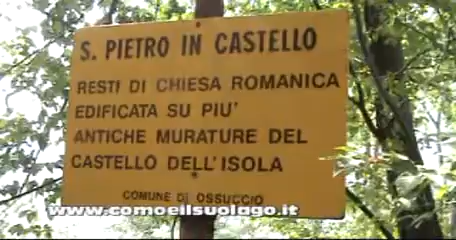 S. PIETRO IN CASTELLO
RESTI DI CHIESA ROMANICA
EDIFICATA SU PIU'
ANTICHE MURATURE DEL
CASTELLO DELL'ISOLA
COMUNE DI OSSUCCIO
www.comoeilsuolago.it